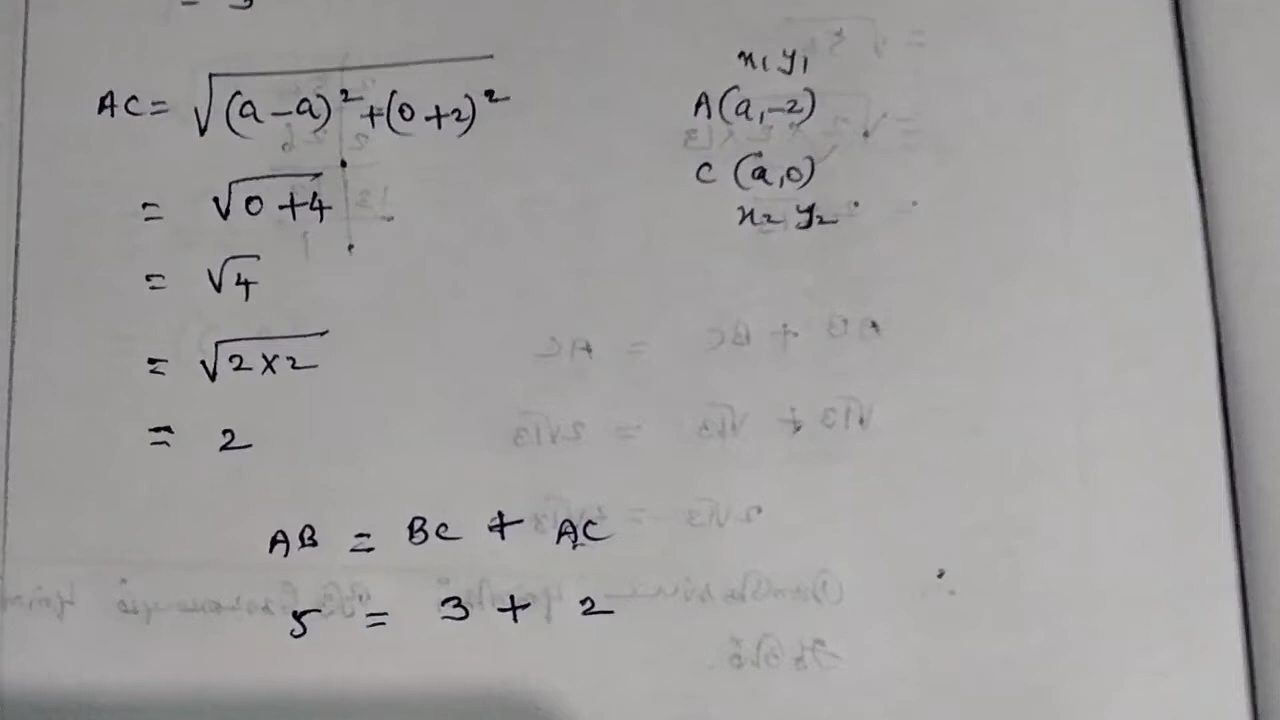 AC = √(a-a)² + (0+2)²
= √0+4
= √4
= √2×2
= 2
x₁ y₁
A(a,-2)
C (a,0)
x₂ y₂
AB = BC + AC
5 = 3 + 2